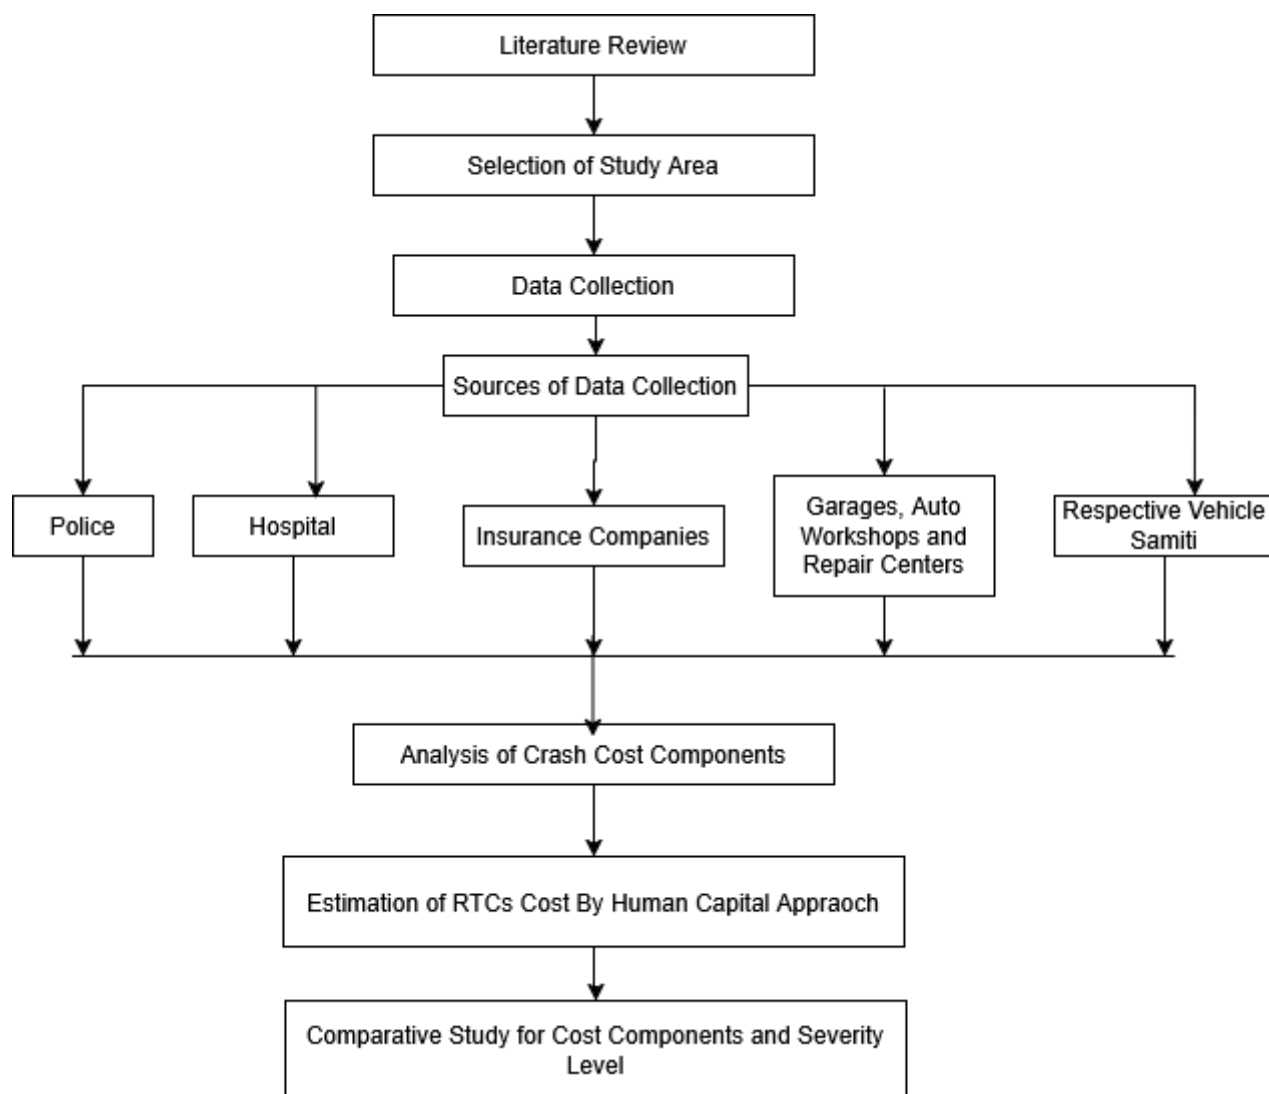 Literature Review
Selection of Study Area
Data Collection
Sources of Data Collection
Police
Hospital
Insurance Companies
Garages, Auto
Workshops and
Repair Centers
Respective Vehicle
Samiti
Analysis of Crash Cost Components
Estimation of RTCs Cost By Human Capital Appraoch
Comparative Study for Cost Components and Severity
Level